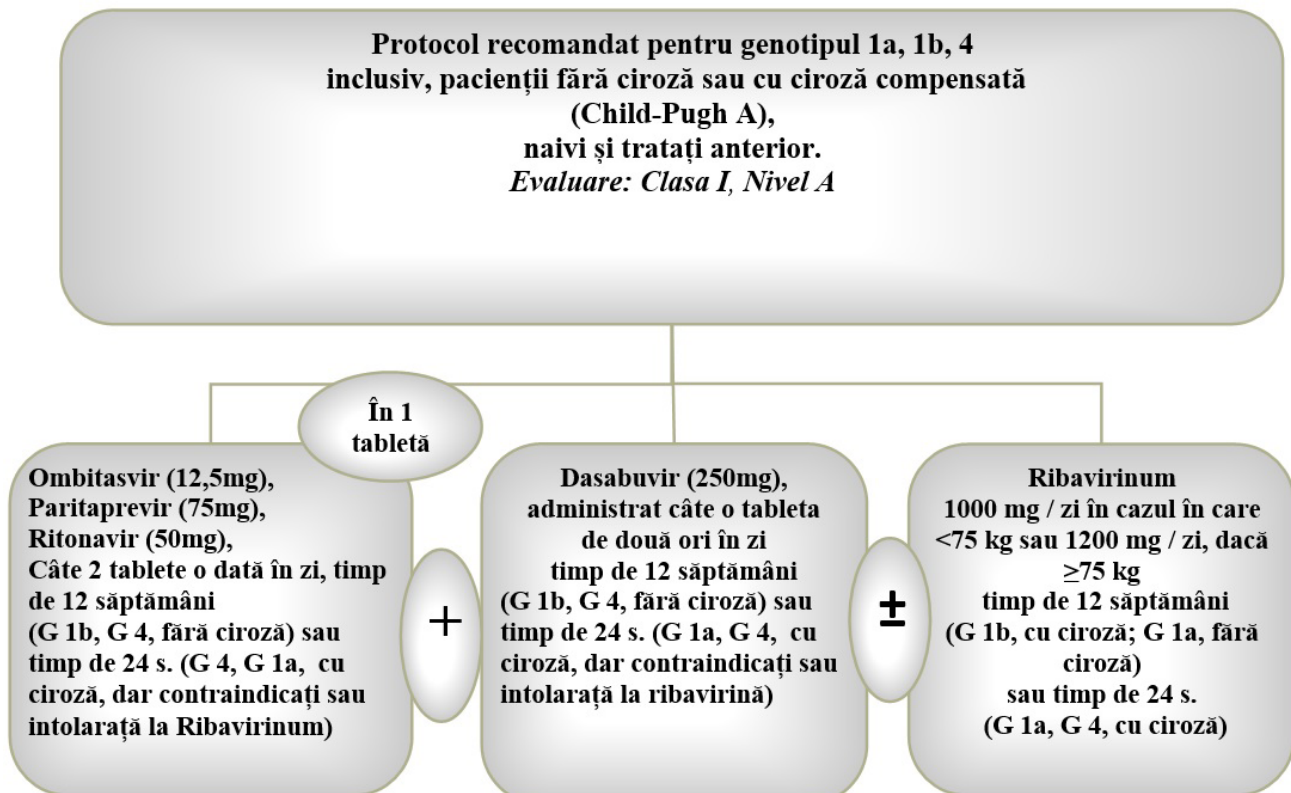 Protocol recomandat pentru genotipul 1a, 1b, 4
inclusiv, pacienții fără ciroză sau cu ciroză compensată
(Child-Pugh A),
naivi și tratați anterior.
Evaluare: Clasa I, Nivel A
În 1
tabletă
Ombitasvir (12,5mg),
Paritaprevir (75mg),
Ritonavir (50mg),
Câte 2 tablete o dată în zi, timp
de 12 săptămâni
(G 1b, G 4, fără ciroză) sau
timp de 24 s. (G 4, G 1a, cu
ciroză, dar contraindicați sau
intolarață la Ribavirinum)
+
Dasabuvir (250mg),
administrat câte o tableta
de două ori în zi
timp de 12 săptămâni
(G 1b, G 4, fără ciroză) sau
timp de 24 s. (G 1a, G 4, cu
ciroză, dar contraindicați sau
intolarață la ribavirină)
±
Ribavirinum
1000 mg / zi în cazul în care
<75 kg sau 1200 mg / zi, dacă
≥75 kg
timp de 12 săptămâni
(G 1b, cu ciroză; G 1a, fără
ciroză)
sau timp de 24 s.
(G 1a, G 4, cu ciroză)